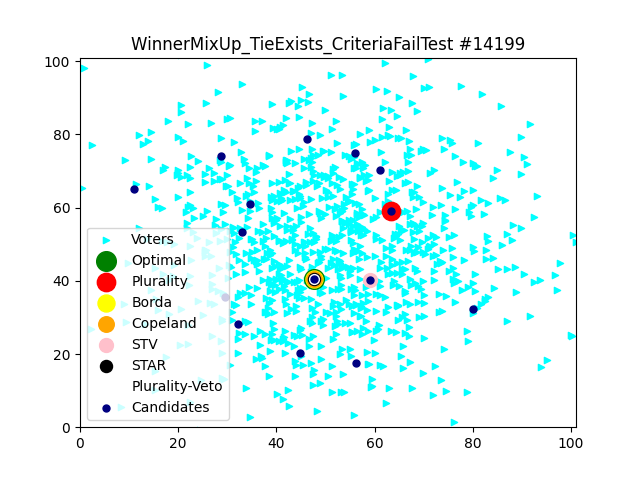 WinnerMixUp_TieExists_CriteriaFailTest #14199
100
80
60
40
20
0
Voters
Optimal
Plurality
Borda
Copeland
STV
STAR
Plurality-Veto
Candidates
0 20 40 60 80 100